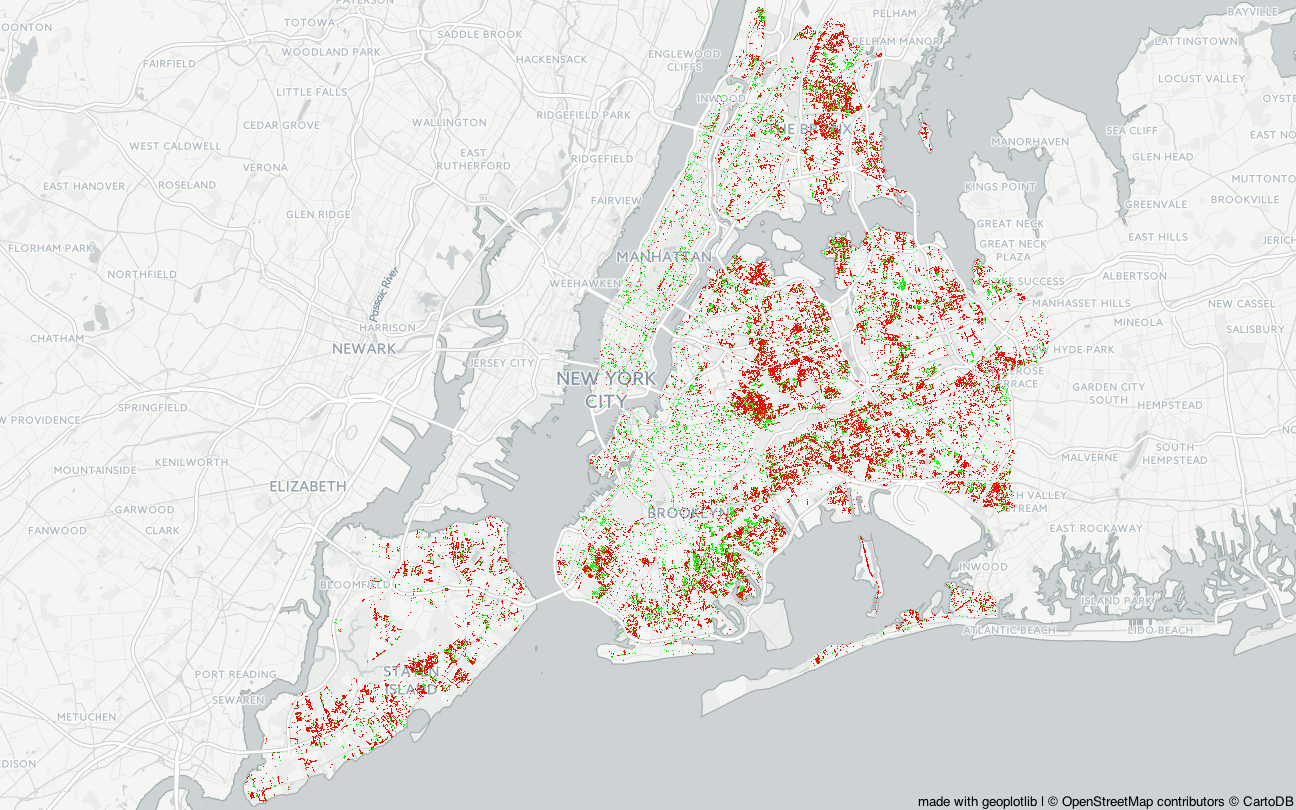 PATERSON
BAYVILLE
OONTON
TOTOWA
SADDLE BROOK
PELHAM
WOODLAND PARK
PELHAM MANOR
LATTINGTOWN
FAIRFIELD
HACKENSACK
ENGLEWOOD
CLIFFS
LOCUST VALLEY
LITTLE FALLS
INWOOD
OYSTE
CEDAR GROVE
WALLINGTON
RIDGEFIELD PARK
THE BRONX
SEA CLIFF
EAST NO
WEST CALDWELL
EAST
RUTHERFORD
RIDGEFIELD
MANORHAVEN
GLEN HEAD
VERONA
EAST HANOVER
ROSELAND
KINGS POINT
MUTTONTO
GLEN RIDGE
FAIRVIEW
GREENVALE
BROOKVILLE
GREAT NECK
FLORHAM PARK
GREAT NECK
PLAZA
EAST HILLS
JERICH
MANHATTAN
NORTHFIELD
Passaic River
WEEHAWKEN
LAKE SUCCESS
ALBERTSON
MANHASSET HILLS
NEW CASSEL
HARRISON
MINEOLA
SALISBURY
CHATHAM
NEWARK
JERSEY CITY
NEW HYDE PARK
NEW YORK
CITY
ROSE
TERRACE
GARDEN CITY
SOUTH
W PROVIDENCE
SPRINGFIELD
HEMPSTEAD
MOUNTAINSIDE
KENILWORTH
MALVERNE
SOUTH
HEMPSTEAD
ELIZABETH
GARWOOD
BROOKLYN
TH VALLEY
TREAM
FANWOOD
CLARK
EAST ROCKAWAY
INWOOD
BLOOMFIELD
ISLAND PARK
ATLANTIC BEACH
LIDO BEACH
PORT READING
STATEN
ISLAND
SEWAREN
METUCHEN
EDISON
made with geoplotlib | © OpenStreetMap contributors © CartoDB